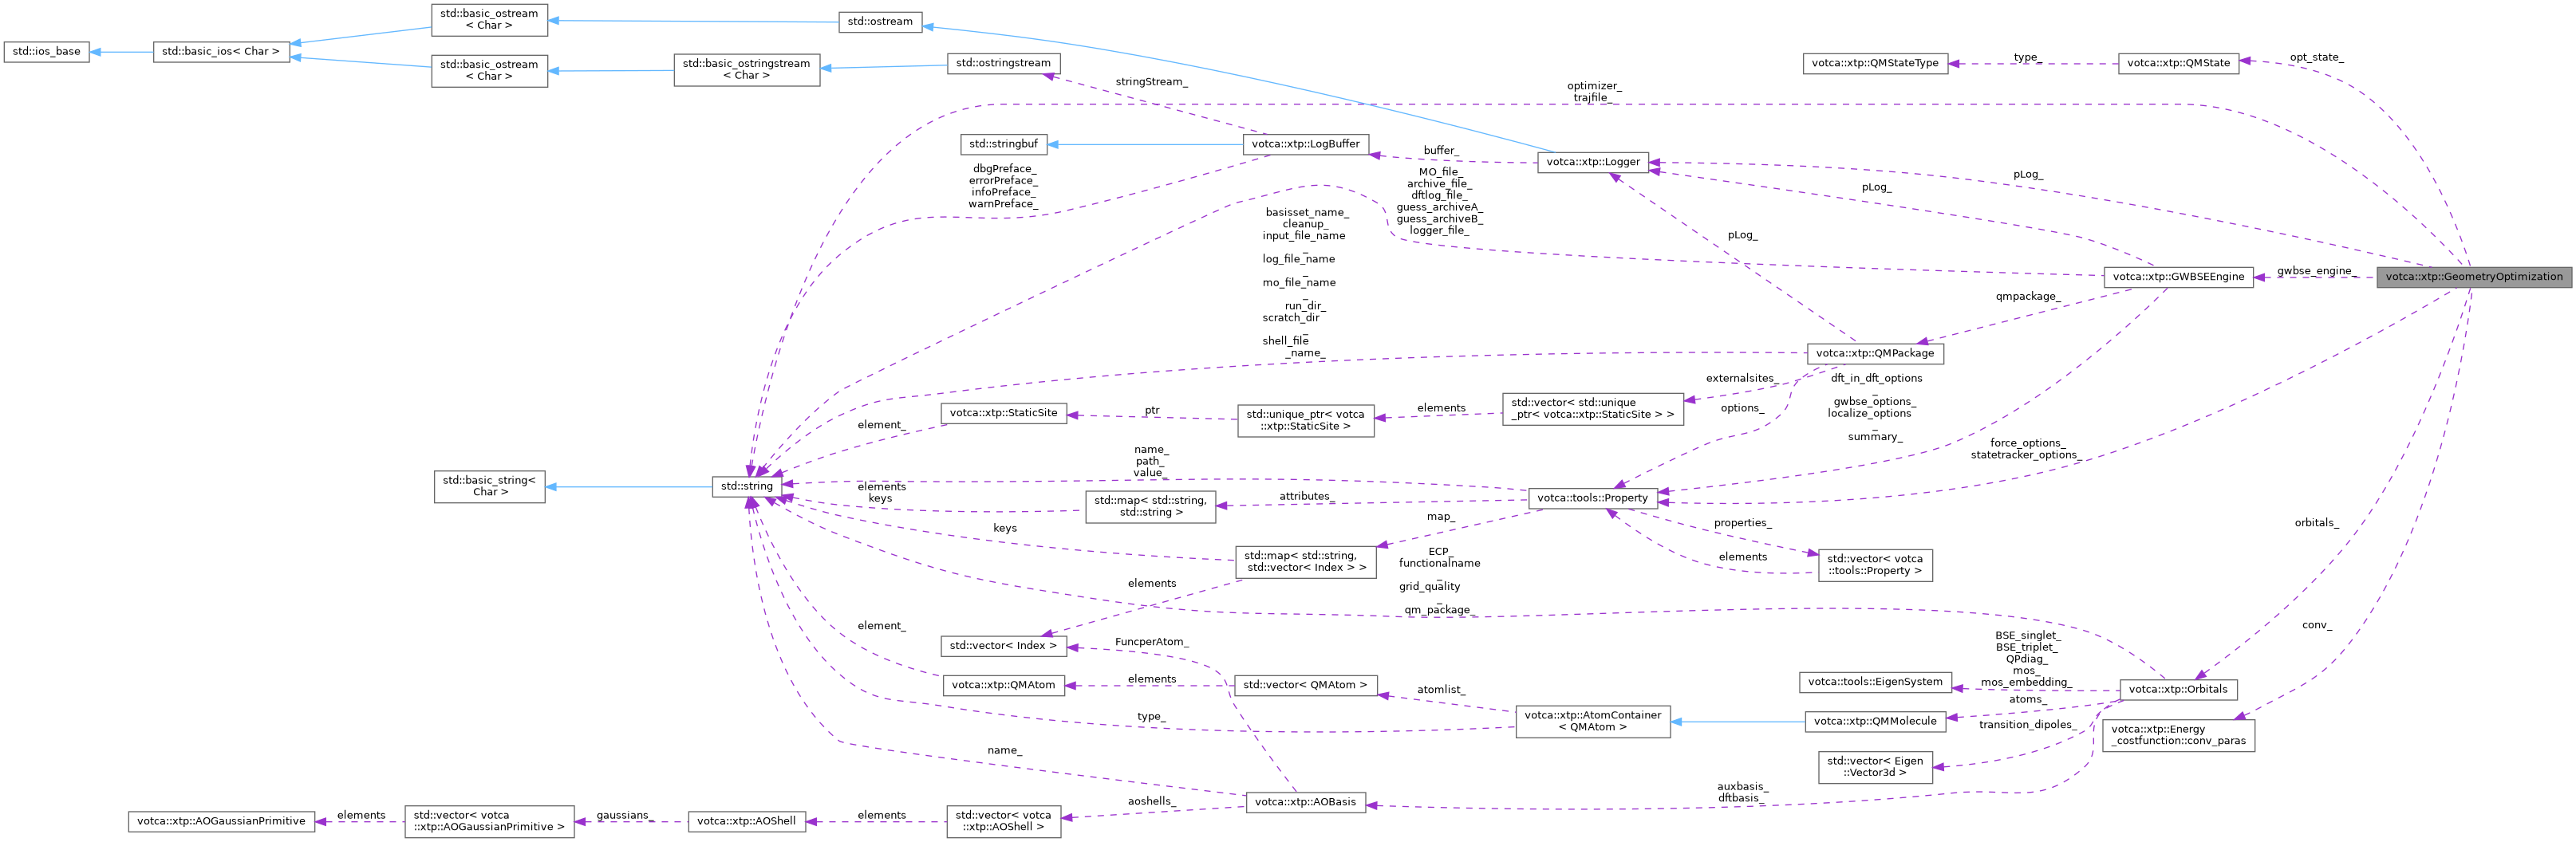 std::basic_ostream
< Char >
std::ostream
std::ios_base
std::basic_ios< Char >
std::basic_ostream
< Char >
std::basic_ostringstream
< Char >
std::ostringstream
stringStream_
votca::xtp::QMStateType
type_
votca::xtp::QMState
opt_state_
optimizer_
trajfile_
std::stringbuf
votca::xtp::LogBuffer
buffer_
votca::xtp::Logger
dbgPreface_
errorPreface_
infoPreface_
warnPreface_
MO_file_
archive_file_
dftlog_file_
guess_archiveA_
guess_archiveB_
logger_file_
pLog_
pLog_
pLog_
basisset_name_
cleanup_
input_file_name
_
log_file_name
_
mo_file_name
_
run_dir_
scratch_dir
_
shell_file
_name_
votca::xtp::GWBSEEngine
gwbse_engine_
votca::xtp::GeometryOptimization
qmpackage_
votca::xtp::QMPackage
externalsites_
options_
dft_in_dft_options
_
gwbse_options_
localize_options
_
summary_
force_options_
statetracker_options_
votca::xtp::StaticSite
ptr
std::unique_ptr< votca
::xtp::StaticSite >
elements
std::vector< std::unique
_ptr< votca::xtp::StaticSite > >
element_
std::basic_string<
Char >
std::string
name_
path_
value_
elements
keys
std::map< std::string,
std::string >
attributes_
votca::tools::Property
map_
properties_
elements
std::vector< votca
::tools::Property >
keys
std::map< std::string,
std::vector< Index > >
elements
ECP_
functionalname
_
grid_quality
_
qm_package_
orbitals_
conv_
element_
std::vector< Index >
FuncperAtom_
votca::xtp::QMAtom
elements
std::vector< QMAtom >
atomlist_
type_
votca::xtp::AtomContainer
< QMAtom >
votca::xtp::QMMolecule
votca::tools::EigenSystem
BSE_singlet_
BSE_triplet_
QPdiag_
mos_
mos_embedding_
atoms_
transition_dipoles_
votca::xtp::Orbitals
votca::xtp::Energy
_costfunction::conv_paras
std::vector< Eigen
::Vector3d >
name_
auxbasis_
dftbasis_
votca::xtp::AOBasis
aoshells_
std::vector< votca
::xtp::AOShell >
elements
votca::xtp::AOShell
gaussians_
std::vector< votca
::xtp::AOGaussianPrimitive >
elements
votca::xtp::AOGaussianPrimitive